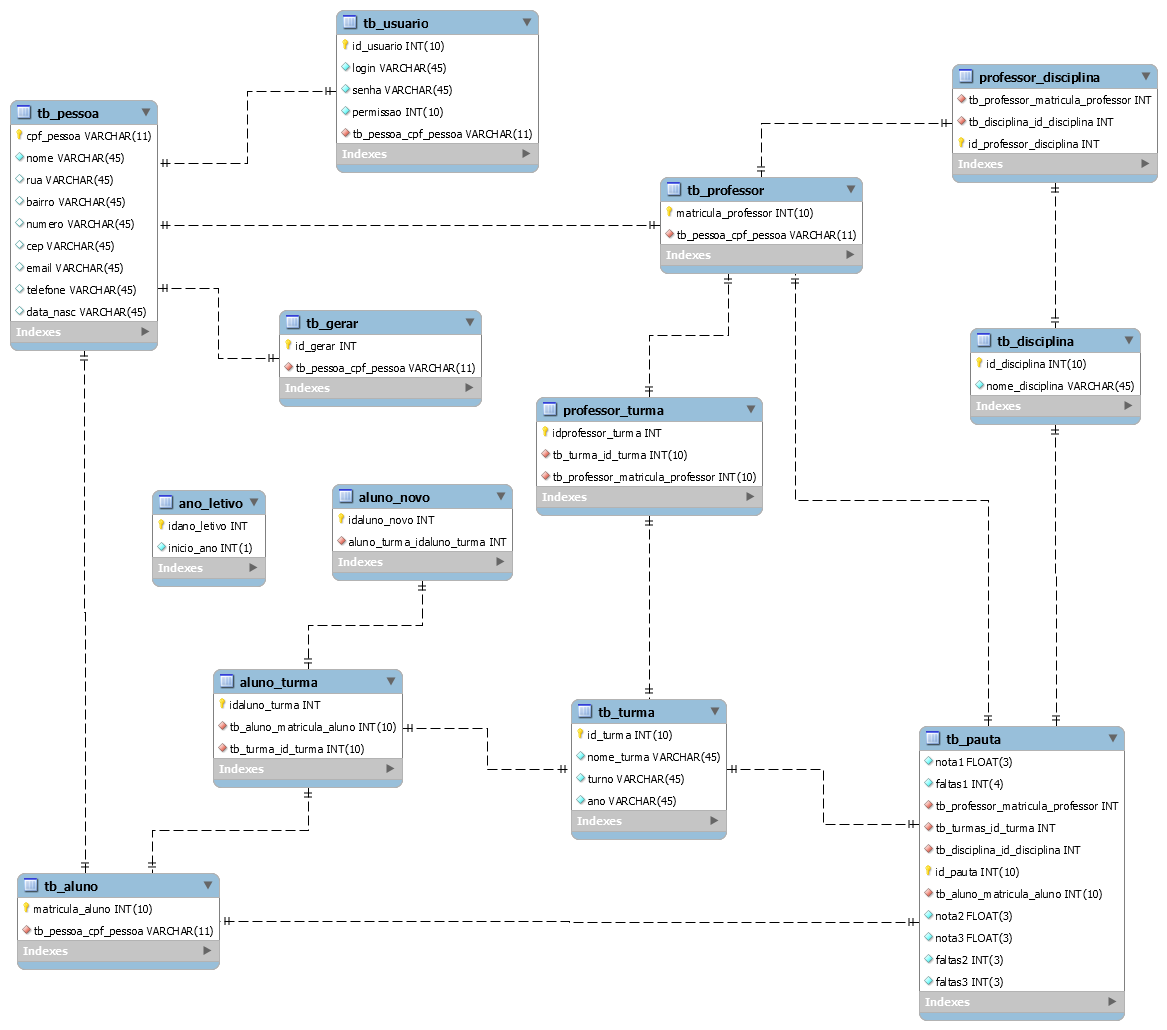 tb_usuario
id_usuario INT(10)
login VARCHAR(45)
senha VARCHAR(45)
permissao INT(10)
tb_pessoa_cpf_pessoa VARCHAR(11)
Indexes
professor_disciplina
tb_professor_matricula_professor INT
tb_disciplina_id_disciplina INT
id_professor_disciplina INT
Indexes
tb_pessoa
cpf_pessoa VARCHAR(11)
nome VARCHAR(45)
rua VARCHAR(45)
bairro VARCHAR(45)
numero VARCHAR(45)
cep VARCHAR(45)
email VARCHAR(45)
telefone VARCHAR(45)
data_nasc VARCHAR(45)
Indexes
tb_professor
matricula_professor INT(10)
tb_pessoa_cpf_pessoa VARCHAR(11)
Indexes
tb_gerar
id_gerar INT
tb_pessoa_cpf_pessoa VARCHAR(11)
Indexes
tb_disciplina
id_disciplina INT(10)
nome_disciplina VARCHAR(45)
Indexes
professor_turma
idprofessor_turma INT
tb_turma_id_turma INT(10)
tb_professor_matricula_professor INT(10)
Indexes
ano_letivo
idano_letivo INT
inicio_ano INT(1)
Indexes
aluno_novo
idaluno_novo INT
aluno_turma_idaluno_turma INT
Indexes
aluno_turma
idaluno_turma INT
tb_aluno_matricula_aluno INT(10)
tb_turma_id_turma INT(10)
Indexes
tb_turma
id_turma INT(10)
nome_turma VARCHAR(45)
turno VARCHAR(45)
ano VARCHAR(45)
Indexes
tb_pauta
nota1 FLOAT(3)
faltas1 INT(4)
tb_professor_matricula_professor INT
tb_turmas_id_turma INT
tb_disciplina_id_disciplina INT
id_pauta INT(10)
tb_aluno_matricula_aluno INT(10)
nota2 FLOAT(3)
nota3 FLOAT(3)
faltas2 INT(3)
faltas3 INT(3)
Indexes
tb_aluno
matricula_aluno INT(10)
tb_pessoa_cpf_pessoa VARCHAR(11)
Indexes